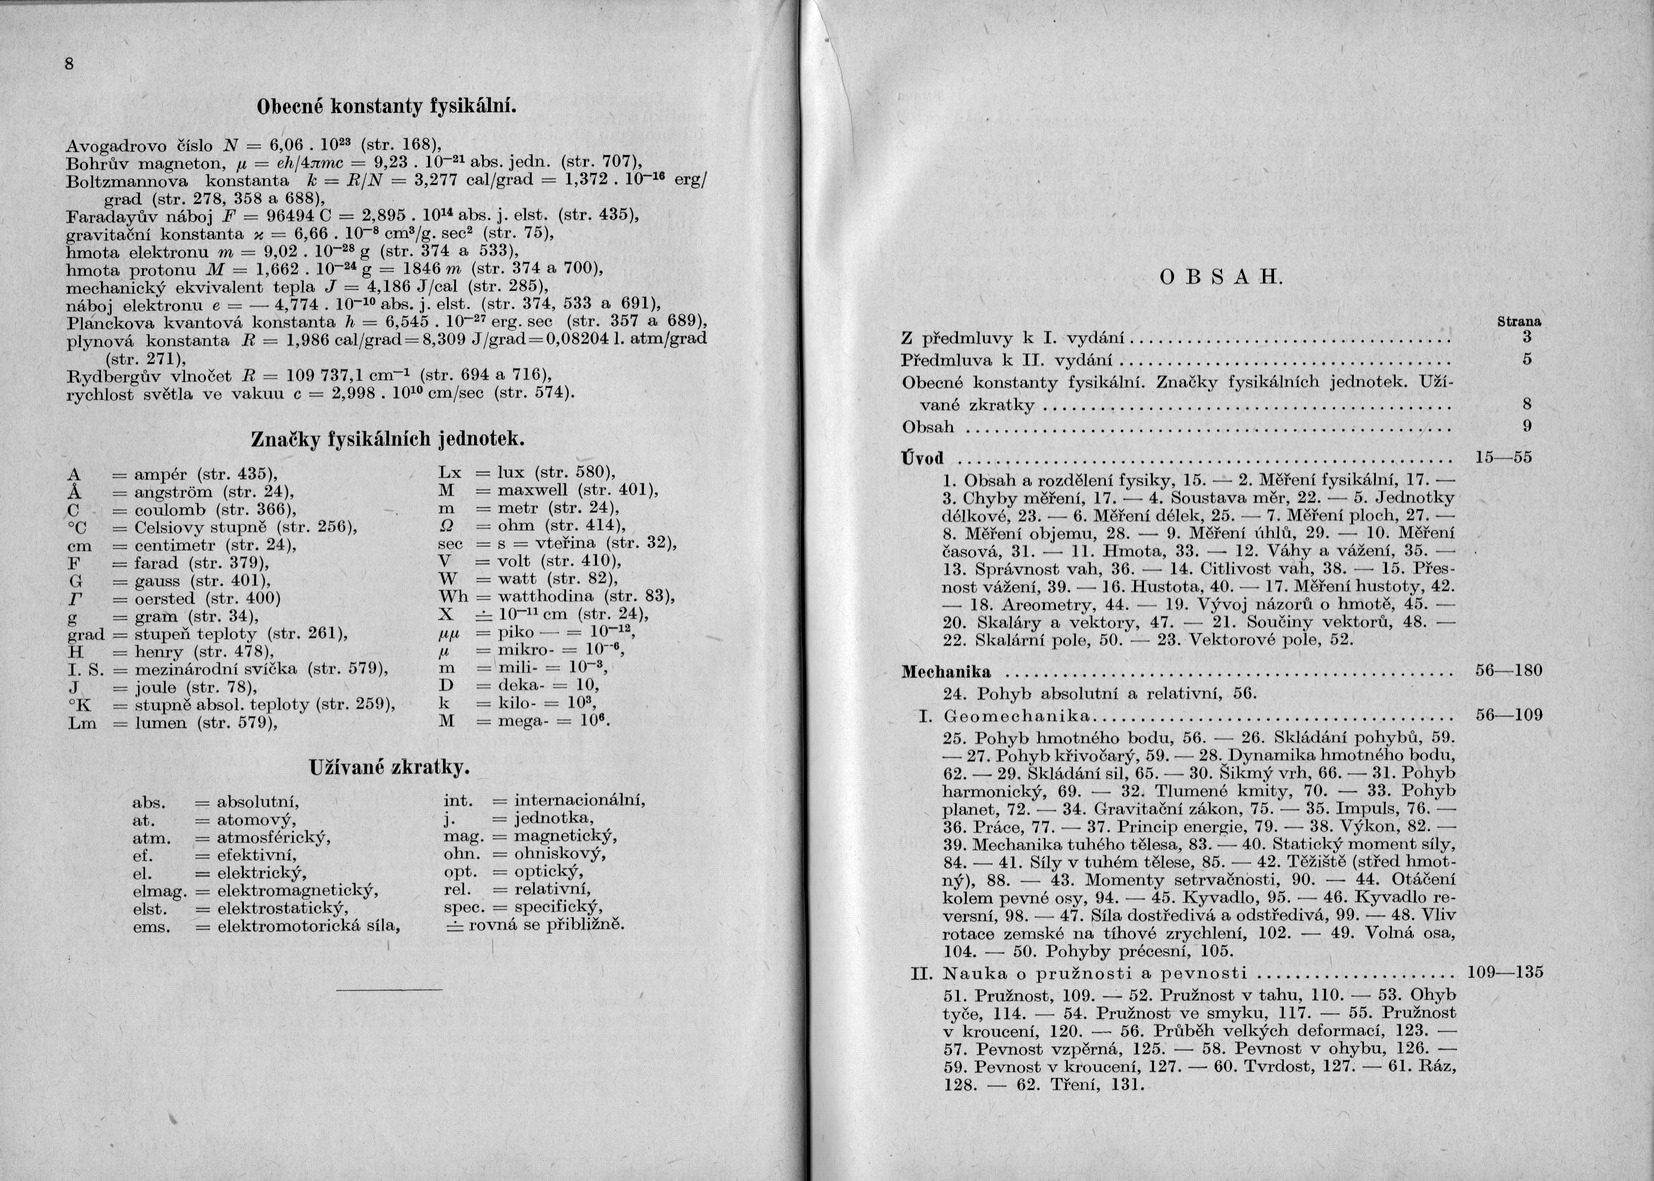 8
Obecné konstanty fysikální.
Avogadrovo číslo N = 6,06 . 10²³ (str. 168),
Bohrův magneton, μ = eh/4πmc = 9,23 . 10⁻²¹ abs. jedn. (str. 707),
Boltzmannova konstanta k = R/N = 3,277 cal/grad = 1,372 . 10⁻¹⁶ erg/
grad (str. 278, 358 a 688),
Faradayův náboj F = 96494 C = 2,895 . 10¹⁴ abs. j. elst. (str. 435),
gravitační konstanta ϰ = 6,66 . 10⁻⁸ cm³/g. sec² (str. 75),
hmota elektronu m = 9,02 . 10⁻²⁸ g (str. 374 a 533),
hmota protonu M = 1,662 . 10⁻²⁴ g = 1846 m (str. 374 a 700),
mechanický ekvivalent tepla J = 4,186 J/cal (str. 285),
náboj elektronu e = — 4,774 . 10⁻¹⁰ abs. j. elst. (str. 374, 533 a 691),
Planckova kvantová konstanta h = 6,545 . 10⁻²⁷ erg. sec (str. 357 a 689),
plynová konstanta R = 1,986 cal/grad = 8,309 J/grad = 0,08204 l. atm/grad
(str. 271),
Rydbergův vlnočet R = 109 737,1 cm⁻¹ (str. 694 a 716),
rychlost světla ve vakuu c = 2,998 . 10¹⁰ cm/sec (str. 574).
Značky fysikálních jednotek.
A = ampér (str. 435),
Å = angström (str. 24),
C = coulomb (str. 366),
°C = Celsiovy stupně (str. 256),
cm = centimetr (str. 24),
F = farad (str. 379),
G = gauss (str. 401),
Γ = oersted (str. 400)
g = gram (str. 34),
grad = stupeň teploty (str. 261),
H = henry (str. 478),
I. S. = mezinárodní svíčka (str. 579),
J = joule (str. 78),
°K = stupně absol. teploty (str. 259),
Lm = lumen (str. 579),
Lx = lux (str. 580),
M = maxwell (str. 401),
m = metr (str. 24),
Ω = ohm (str. 414),
sec = s = vteřina (str. 32),
V = volt (str. 410),
W = watt (str. 82),
Wh = watthodina (str. 83),
X ≐ 10⁻¹¹ cm (str. 24),
μμ = piko — = 10⁻¹²,
μ = mikro- = 10⁻⁶,
m = mili- = 10⁻³,
D = deka- = 10,
k = kilo- = 10³,
M = mega- = 10⁶.
Užívané zkratky.
abs. = absolutní,
at. = atomový,
atm. = atmosférický,
ef. = efektivní,
el. = elektrický,
elmag. = elektromagnetický,
elst. = elektrostatický,
ems. = elektromotorická síla,
int. = internacionální,
j. = jednotka,
mag. = magnetický,
ohn. = ohniskový,
opt. = optický,
rel. = relativní,
spec. = specifický,
≐ rovná se přibližně.
OBSAH.
Strana
Z předmluvy k I. vydání 3
Předmluva k II. vydání 5
Obecné konstanty fysikální. Značky fysikálních jednotek. Uží-
vané zkratky 8
Obsah 9
Úvod 15—55
1. Obsah a rozdělení fysiky, 15. — 2. Měření fysikální, 17. —
3. Chyby měření, 17. — 4. Soustava měr, 22. — 5. Jednotky
délkové, 23. — 6. Měření délek, 25. — 7. Měření ploch, 27. —
8. Měření objemu, 28. — 9. Měření úhlů, 29. — 10. Měření
časová, 31. — 11. Hmota, 33. — 12. Váhy a vážení, 35. —
13. Správnost vah, 36. — 14. Citlivost vah, 38. — 15. Přes-
nost vážení, 39. — 16. Hustota, 40. — 17. Měření hustoty, 42.
— 18. Areometry, 44. — 19. Vývoj názorů o hmotě, 45. —
20. Skaláry a vektory, 47. — 21. Součiny vektorů, 48. —
22. Skalární pole, 50. — 23. Vektorové pole, 52.
Mechanika 56—180
24. Pohyb absolutní a relativní, 56.
I. Geomechanika 56—109
25. Pohyb hmotného bodu, 56. — 26. Skládání pohybů, 59.
— 27. Pohyb křivočarý, 59. — 28. Dynamika hmotného bodu,
62. — 29. Skládání sil, 65. — 30. Šikmý vrh, 66. — 31. Pohyb
harmonický, 69. — 32. Tlumené kmity, 70. — 33. Pohyb
planet, 72. — 34. Gravitační zákon, 75. — 35. Impuls, 76. —
36. Práce, 77. — 37. Princip energie, 79. — 38. Výkon, 82. —
39. Mechanika tuhého tělesa, 83. — 40. Statický moment síly,
84. — 41. Síly v tuhém tělese, 85. — 42. Těžiště (střed hmot-
ný), 88. — 43. Momenty setrvačnosti, 90. — 44. Otáčení
kolem pevné osy, 94. — 45. Kyvadlo, 95. — 46. Kyvadlo re-
versní, 98. — 47. Síla dostředivá a odstředivá, 99. — 48. Vliv
rotace zemské na tíhové zrychlení, 102. — 49. Volná osa,
104. — 50. Pohyby précesní, 105.
II. Nauka o pružnosti a pevnosti 109—135
51. Pružnost, 109. — 52. Pružnost v tahu, 110. — 53. Ohyb
tyče, 114. — 54. Pružnost ve smyku, 117. — 55. Pružnost
v kroucení, 120. — 56. Průběh velkých deformací, 123. —
57. Pevnost vzpěrná, 125. — 58. Pevnost v ohybu, 126. —
59. Pevnost v kroucení, 127. — 60. Tvrdost, 127. — 61. Ráz,
128. — 62. Tření, 131.